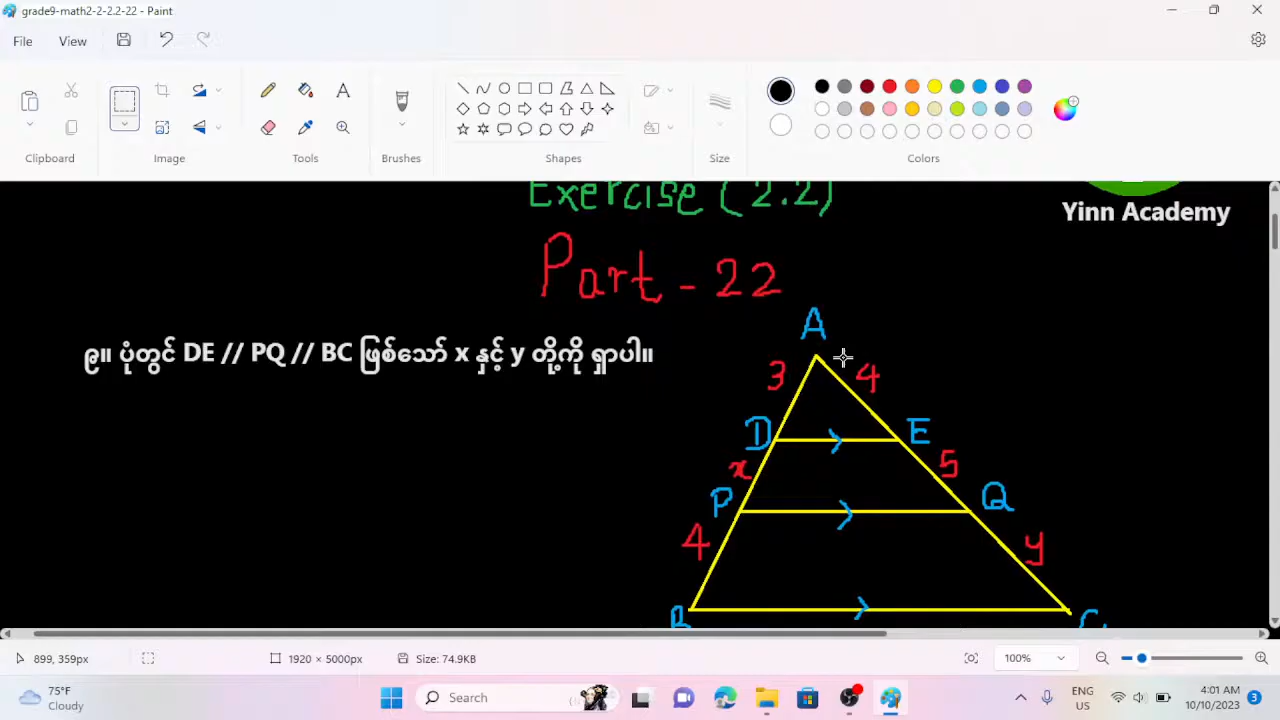 grade9-math2-2-2.2-22 - Paint
File View
Clipboard Image Tools Brushes Shapes Size Colors
Exercise (2.2)
Yinn Academy
Part - 22
၉။ ပုံတွင် DE // PQ // BC ဖြစ်သော် x နှင့် y တို့ကို ရှာပါ။
A
3 4
D E
x 5
P Q
4 y
B C
899, 359px 1920 × 5000px Size: 74.9KB 100%
75°F
Cloudy
Search
ENG
US
4:01 AM
10/10/2023
3